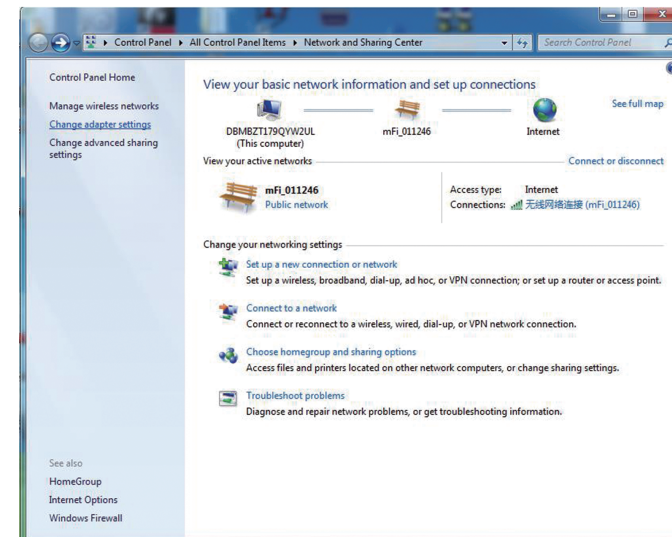 Control Panel ▸ All Control Panel Items ▸ Network and Sharing Center
Search Control Panel
Control Panel Home
Manage wireless networks
Change adapter settings
Change advanced sharing
settings
See also
HomeGroup
Internet Options
Windows Firewall
View your basic network information and set up connections
DBMBZT179QYW2UL
(This computer)
mFi_011246
Internet
See full map
View your active networks
Connect or disconnect
mFi_011246
Public network
Access type: Internet
Connections: 无线网络连接 (mFi_011246)
Change your networking settings
Set up a new connection or network
Set up a wireless, broadband, dial-up, ad hoc, or VPN connection; or set up a router or access point.
Connect to a network
Connect or reconnect to a wireless, wired, dial-up, or VPN network connection.
Choose homegroup and sharing options
Access files and printers located on other network computers, or change sharing settings.
Troubleshoot problems
Diagnose and repair network problems, or get troubleshooting information.